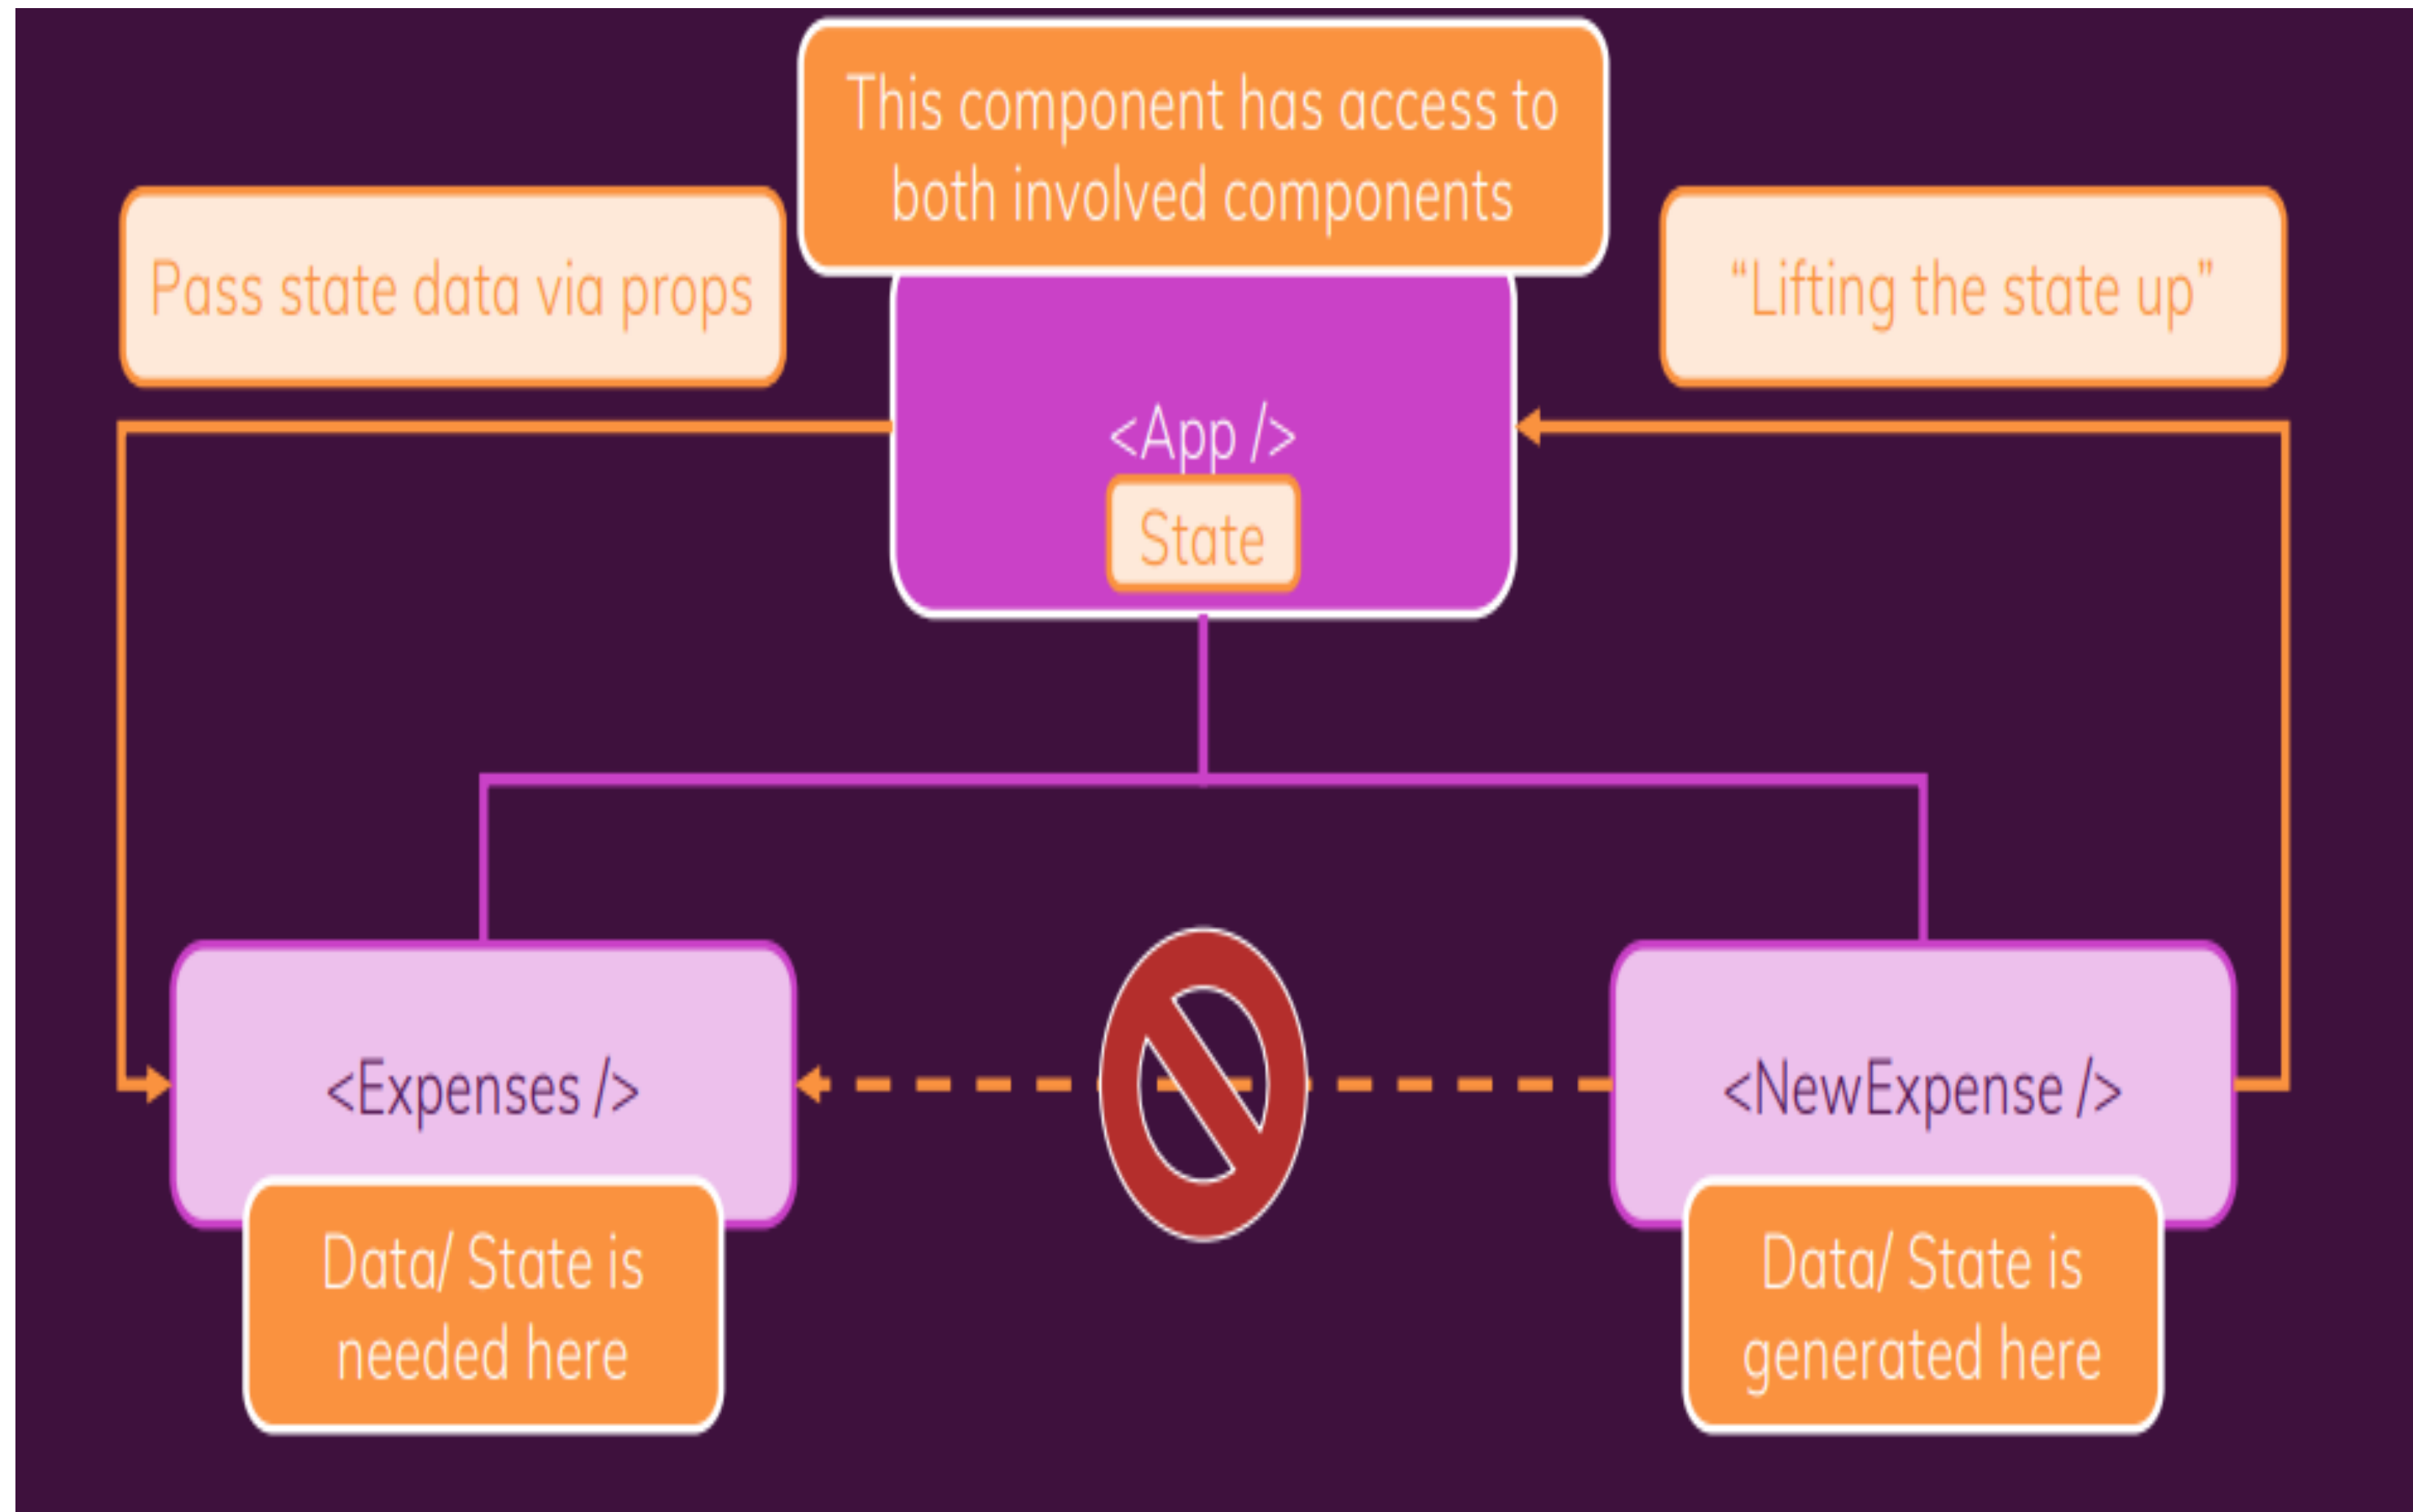 This component has access to
both involved components
Pass state data via props
“Lifting the state up”
<App />
State
<Expenses />
<NewExpense />
Data/ State is
needed here
Data/ State is
generated here